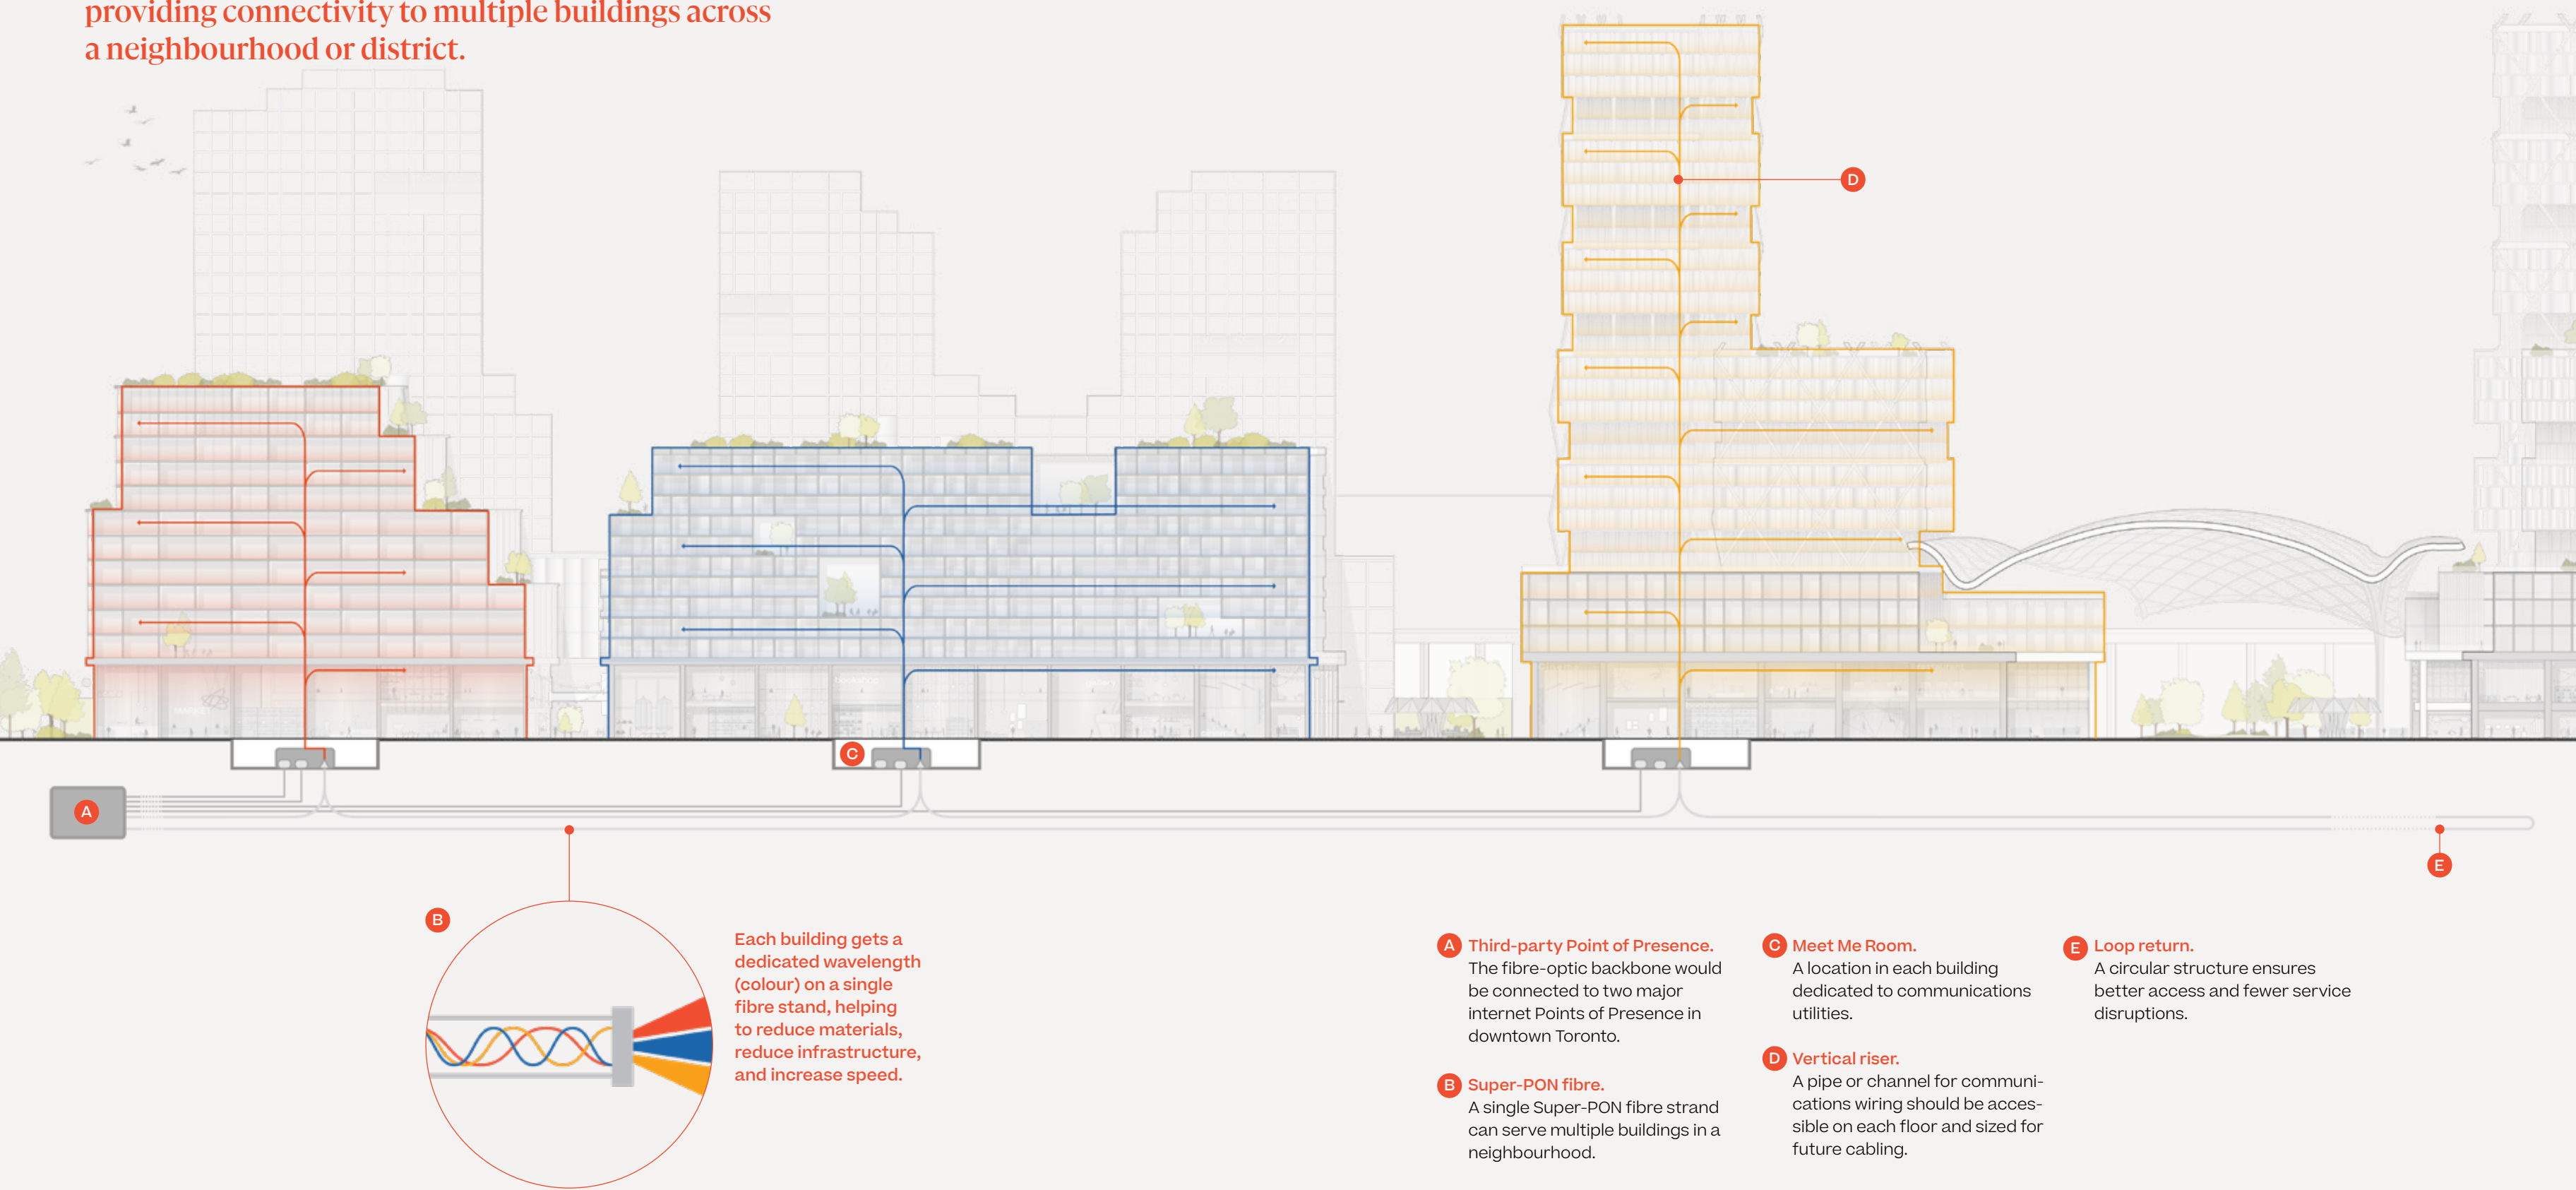 providing connectivity to multiple buildings across
a neighbourhood or district.
D
C
A
E
B
Each building gets a
dedicated wavelength
(colour) on a single
fibre stand, helping
to reduce materials,
reduce infrastructure,
and increase speed.
A Third-party Point of Presence.
The fibre-optic backbone would
be connected to two major
internet Points of Presence in
downtown Toronto.
B Super-PON fibre.
A single Super-PON fibre strand
can serve multiple buildings in a
neighbourhood.
C Meet Me Room.
A location in each building
dedicated to communications
utilities.
D Vertical riser.
A pipe or channel for communi-
cations wiring should be acces-
sible on each floor and sized for
future cabling.
E Loop return.
A circular structure ensures
better access and fewer service
disruptions.